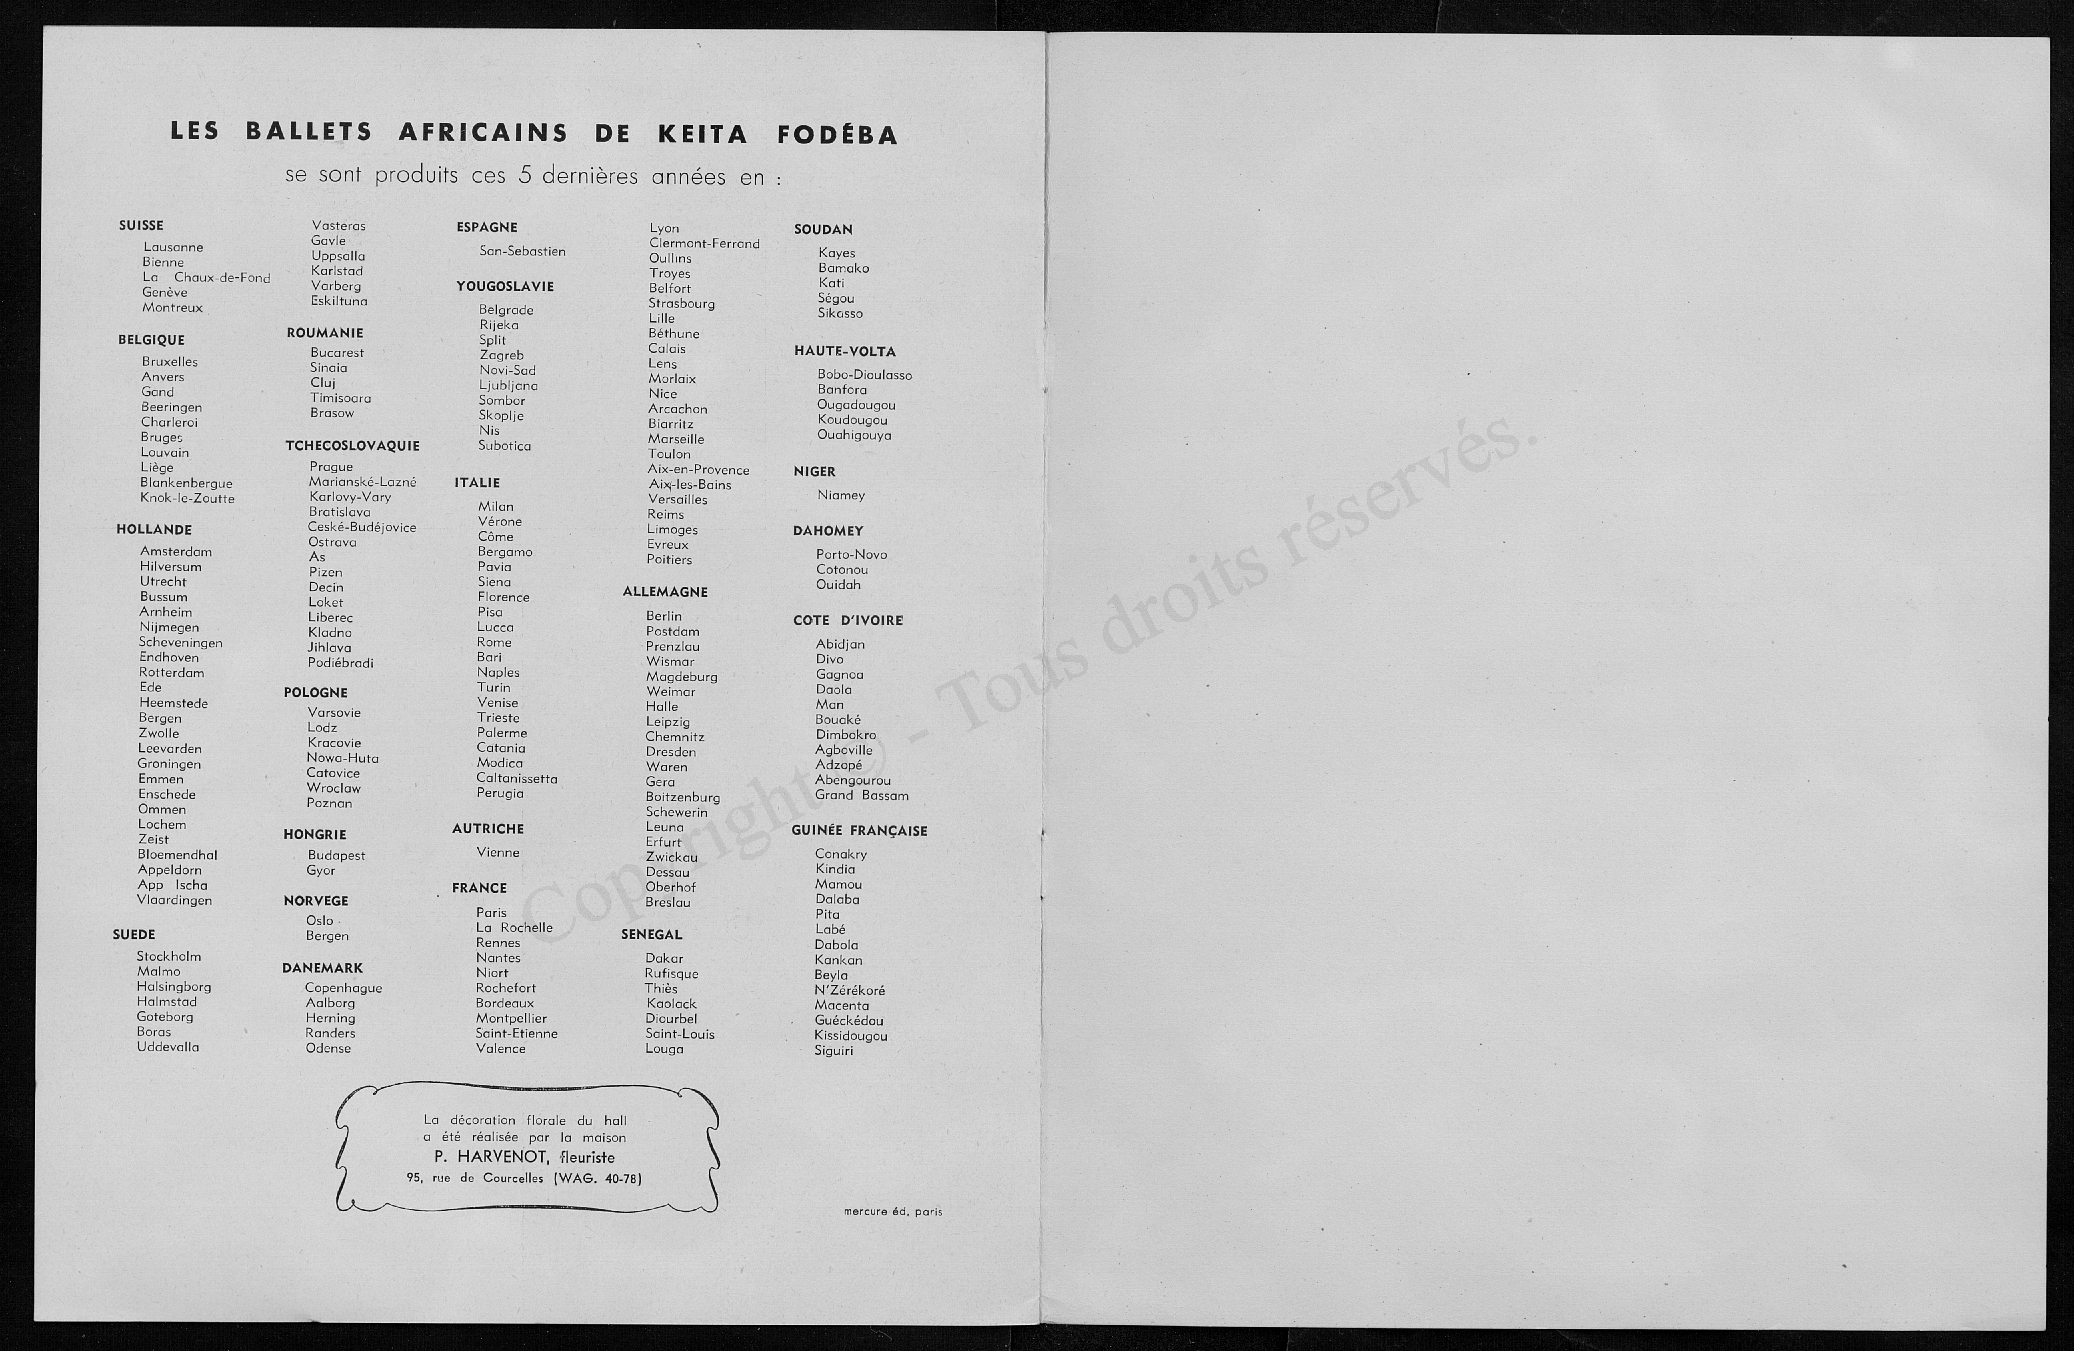 LES BALLETS AFRICAINS DE KEITA FODÉBA
se sont produits ces 5 dernières années en :
SUISSE
Lausanne
Bienne
La Chaux-de-Fond
Genève
Montreux
BELGIQUE
Bruxelles
Anvers
Gand
Beeringen
Charleroi
Bruges
Louvain
Liège
Blankenbergue
Knok-le-Zoutte
HOLLANDE
Amsterdam
Hilversum
Utrecht
Bussum
Arnheim
Nijmegen
Scheveningen
Endhoven
Rotterdam
Ede
Heemstede
Bergen
Zwolle
Leevarden
Groningen
Emmen
Enschede
Ommen
Lochem
Zeist
Bloemendhal
Appeldorn
App Ischa
Vlaardingen
SUEDE
Stockholm
Malmo
Halsingborg
Halmstad
Goteborg
Boras
Uddevalla
Vasteras
Gavle
Uppsalla
Karlstad
Varberg
Eskiltuna
ROUMANIE
Bucarest
Sinaia
Cluj
Timisoara
Brasow
TCHECOSLOVAQUIE
Prague
Marianské-Lazné
Karlovy-Vary
Bratislava
Ceské-Budéjovice
Ostrava
As
Pizen
Decin
Loket
Liberec
Kladno
Jihlava
Podiébradi
POLOGNE
Varsovie
Lodz
Kracovie
Nowa-Huta
Catovice
Wroclaw
Poznan
HONGRIE
Budapest
Gyor
NORVEGE
Oslo
Bergen
DANEMARK
Copenhague
Aalborg
Herning
Randers
Odense
ESPAGNE
San-Sebastien
YOUGOSLAVIE
Belgrade
Rijeka
Split
Zagreb
Novi-Sad
Ljubljana
Sombor
Skoplje
Nis
Subotica
ITALIE
Milan
Vérone
Côme
Bergamo
Pavia
Siena
Florence
Pisa
Lucca
Rome
Bari
Naples
Turin
Venise
Trieste
Palerme
Catania
Modica
Caltanissetta
Perugia
AUTRICHE
Vienne
FRANCE
Paris
La Rochelle
Rennes
Nantes
Niort
Rochefort
Bordeaux
Montpellier
Saint-Etienne
Valence
Lyon
Clermont-Ferrand
Oullins
Troyes
Belfort
Strasbourg
Lille
Béthune
Calais
Lens
Morlaix
Nice
Arcachon
Biarritz
Marseille
Toulon
Aix-en-Provence
Aix-les-Bains
Versailles
Reims
Limoges
Evreux
Poitiers
ALLEMAGNE
Berlin
Postdam
Prenzlau
Wismar
Magdeburg
Weimar
Halle
Leipzig
Chemnitz
Dresden
Waren
Gera
Boitzenburg
Schewerin
Leuna
Erfurt
Zwickau
Dessau
Oberhof
Breslau
SENEGAL
Dakar
Rufisque
Thiès
Kaolack
Diourbel
Saint-Louis
Louga
SOUDAN
Kayes
Bamako
Kati
Ségou
Sikasso
HAUTE-VOLTA
Bobo-Dioulasso
Banfora
Ougadougou
Koudougou
Ouahigouya
NIGER
Niamey
DAHOMEY
Porto-Novo
Cotonou
Ouidah
COTE D'IVOIRE
Abidjan
Divo
Gagnoa
Daola
Man
Bouaké
Dimbokro
Agboville
Adzopé
Abengourou
Grand Bassam
GUINÉE FRANÇAISE
Conakry
Kindia
Mamou
Dalaba
Pita
Labé
Dabola
Kankan
Beyla
N'Zérékoré
Macenta
Guéckédou
Kissidougou
Siguiri
La décoration florale du hall
a été réalisée par la maison
P. HARVENOT, fleuriste
95, rue de Courcelles (WAG. 40-78)
mercure éd. paris
Copyright © - Tous droits réservés.